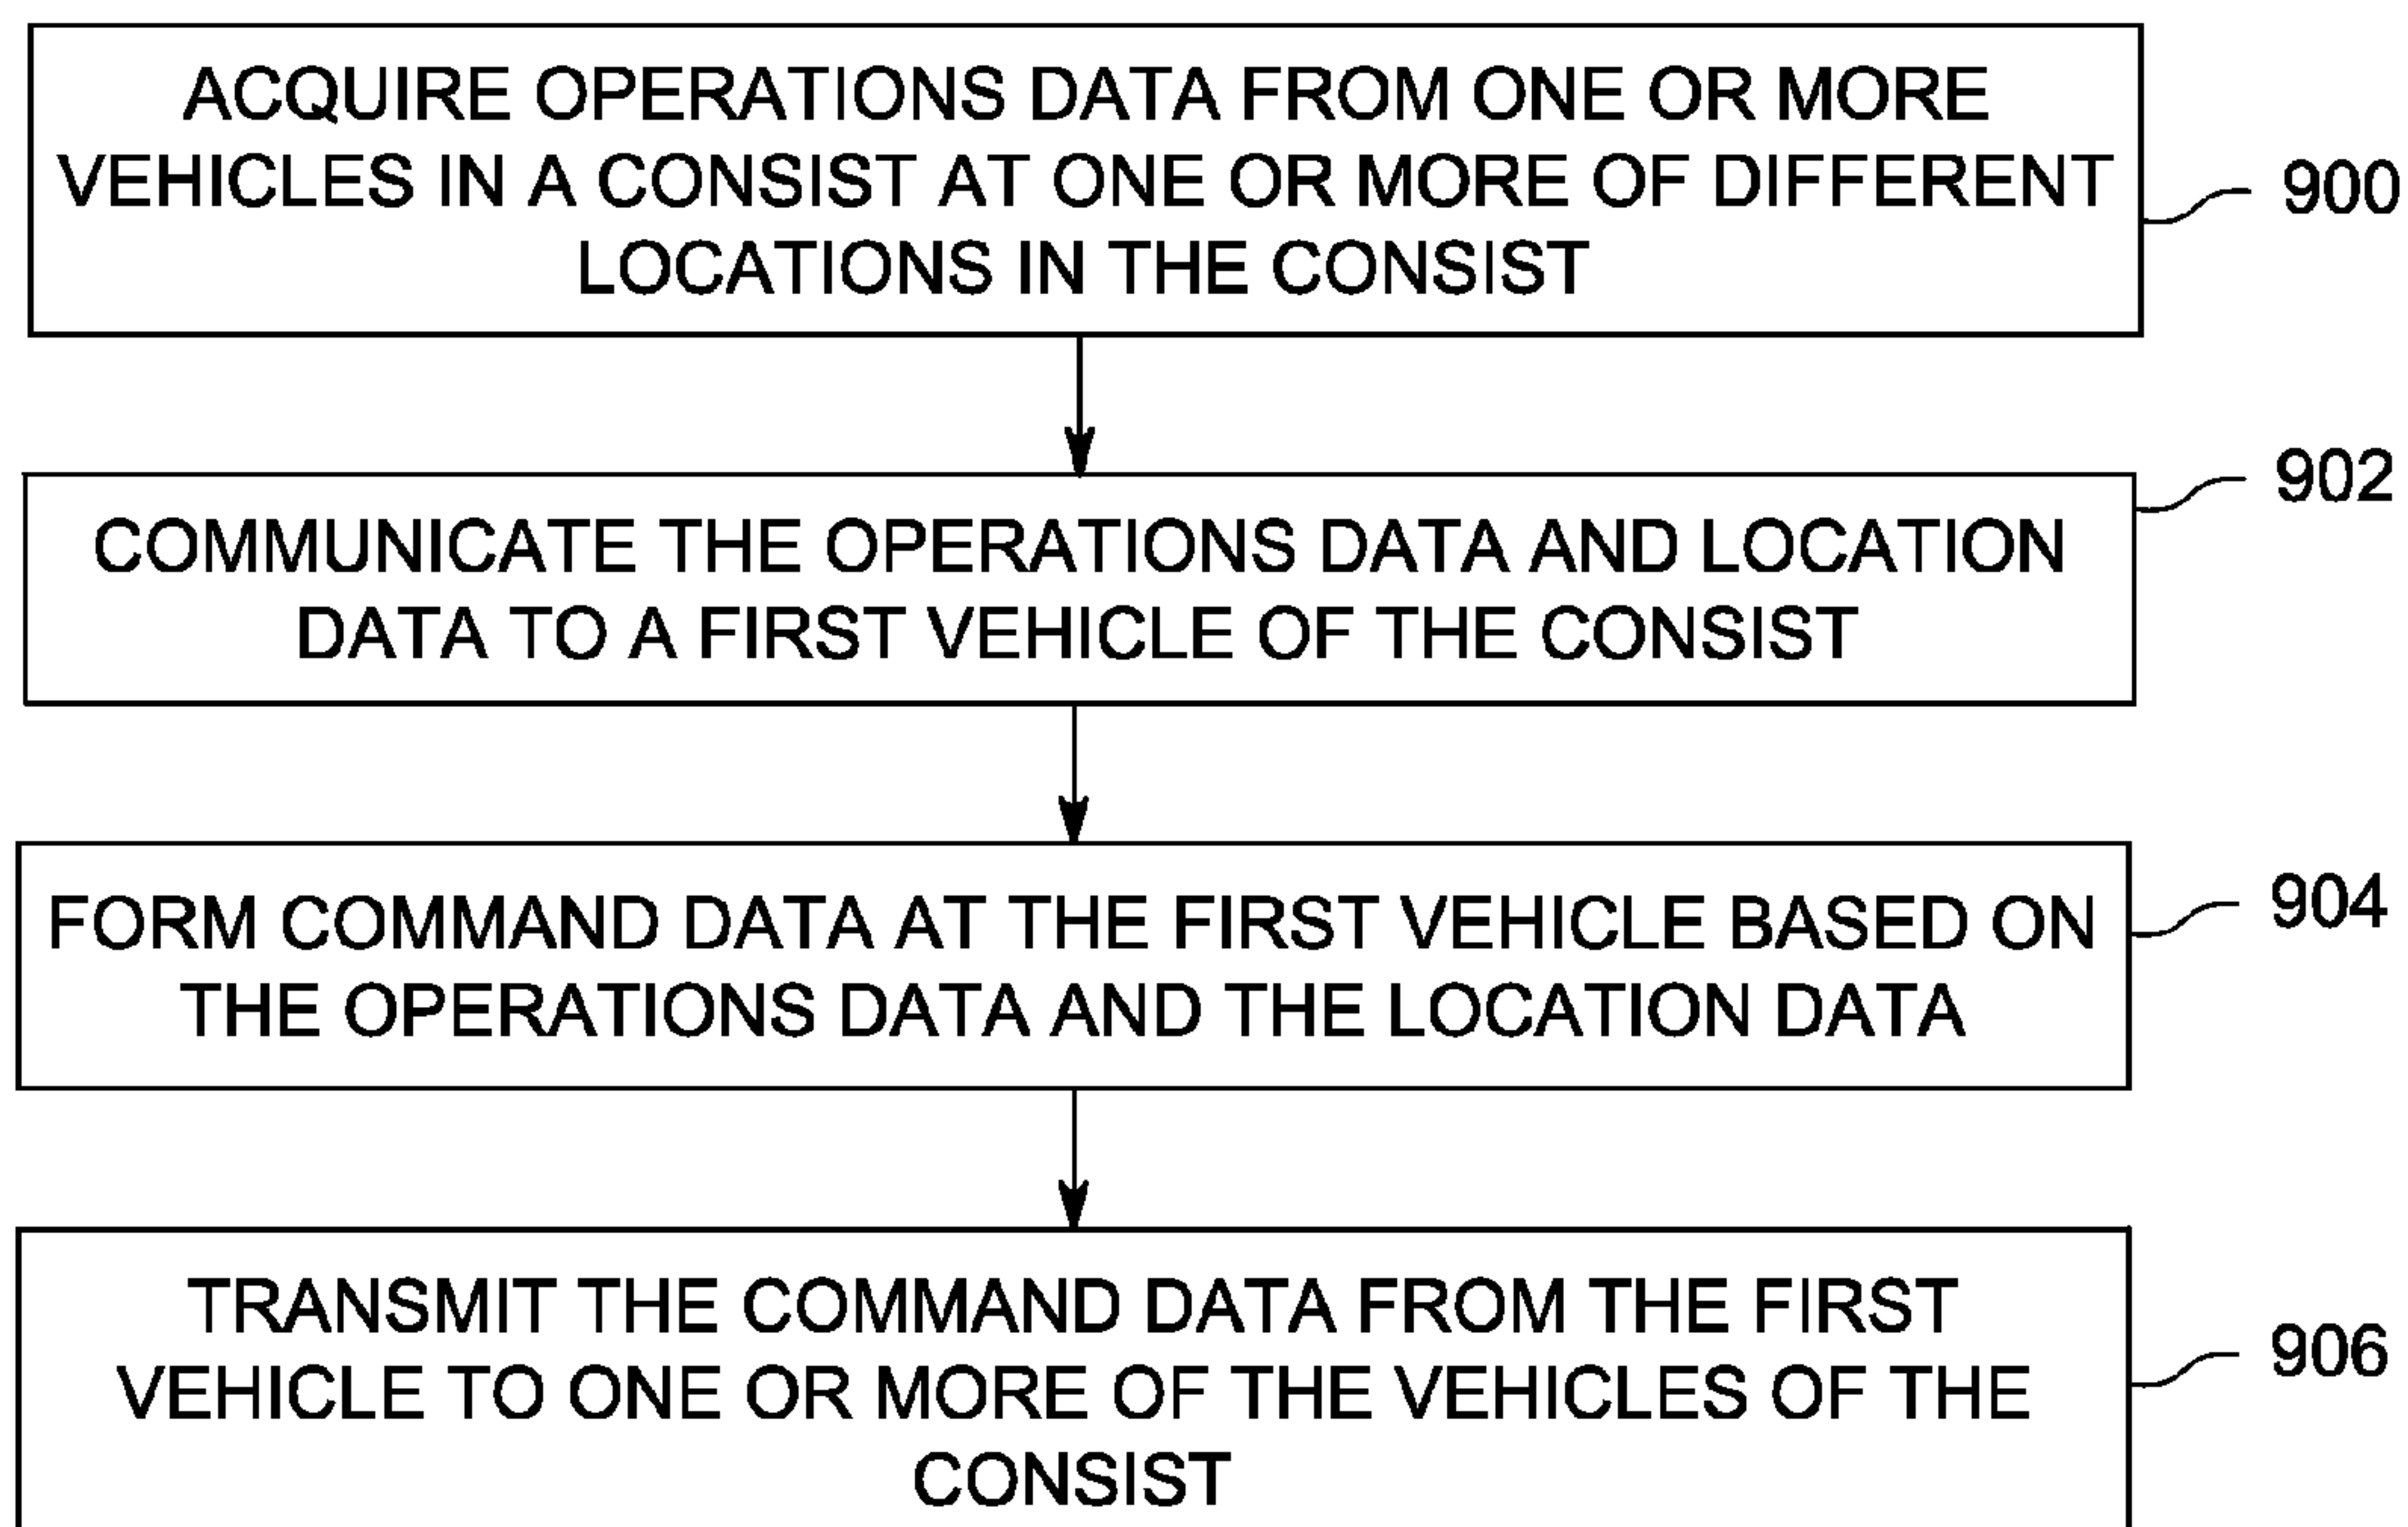 ACQUIRE OPERATIONS DATA FROM ONE OR MORE
VEHICLES IN A CONSIST AT ONE OR MORE OF DIFFERENT
LOCATIONS IN THE CONSIST
900
COMMUNICATE THE OPERATIONS DATA AND LOCATION
DATA TO A FIRST VEHICLE OF THE CONSIST
902
FORM COMMAND DATA AT THE FIRST VEHICLE BASED ON
THE OPERATIONS DATA AND THE LOCATION DATA
904
TRANSMIT THE COMMAND DATA FROM THE FIRST
VEHICLE TO ONE OR MORE OF THE VEHICLES OF THE
CONSIST
906